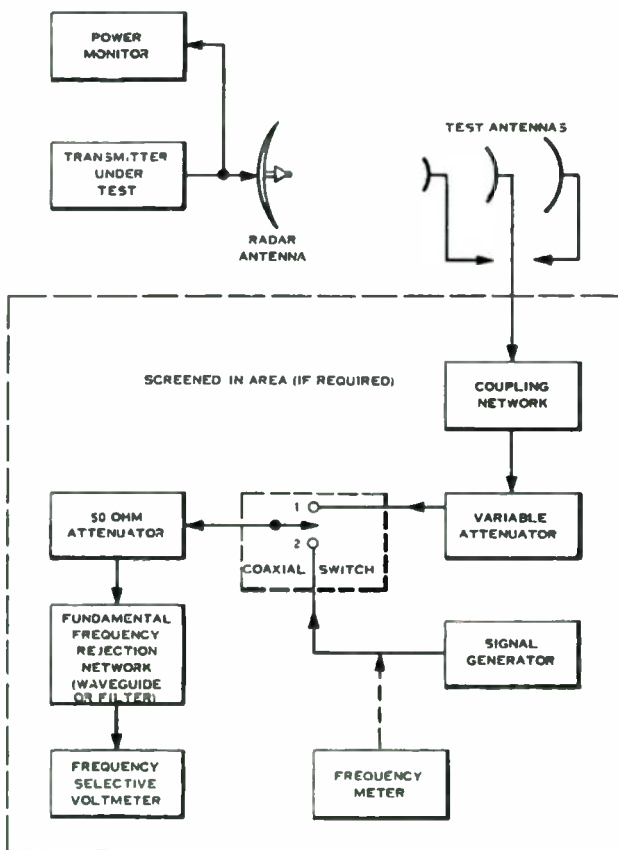 POWER
MONITOR
TRANSMITTER
UNDER
TEST
RADAR
ANTENNA
TEST ANTENNAS
SCREENED IN AREA (IF REQUIRED)
COUPLING
NETWORK
50 OHM
ATTENUATOR
1
2
COAXIAL SWITCH
VARIABLE
ATTENUATOR
FUNDAMENTAL
FREQUENCY
REJECTION
NETWORK
(WAVEGUIDE
OR FILTER)
SIGNAL
GENERATOR
FREQUENCY
SELECTIVE
VOLTMETER
FREQUENCY
METER